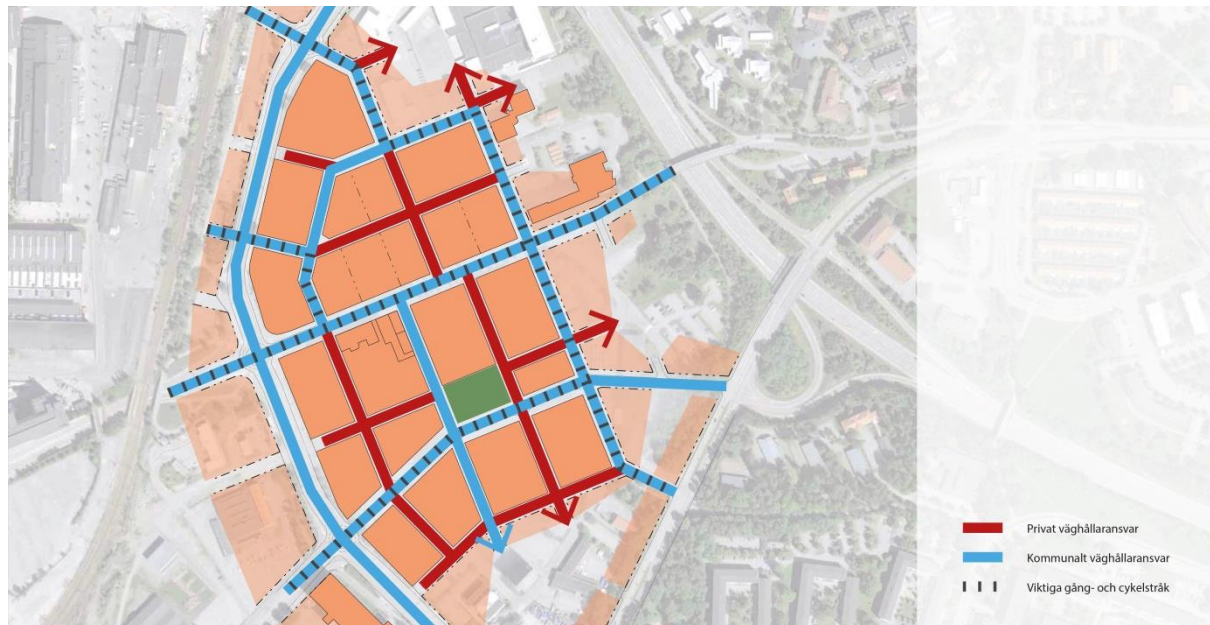 Privat väghållaransvar
Kommunalt väghållaransvar
Viktiga gång- och cykelstråk